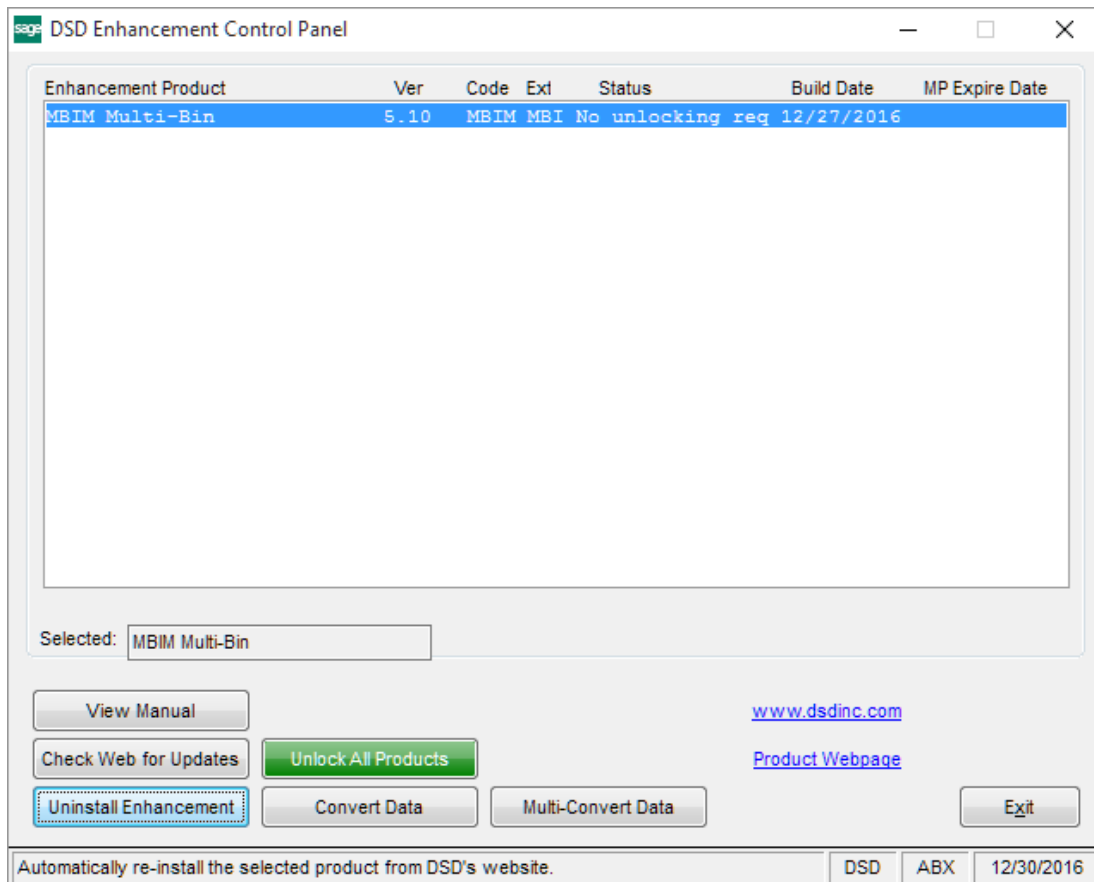 sage DSD Enhancement Control Panel
Enhancement Product Ver Code Ext Status Build Date MP Expire Date
MBIM Multi-Bin 5.10 MBIM MBI No unlocking req 12/27/2016
Selected: MBIM Multi-Bin
View Manual www.dsdinc.com
Check Web for Updates Unlock All Products Product Webpage
Uninstall Enhancement Convert Data Multi-Convert Data Exit
Automatically re-install the selected product from DSD's website. DSD ABX 12/30/2016